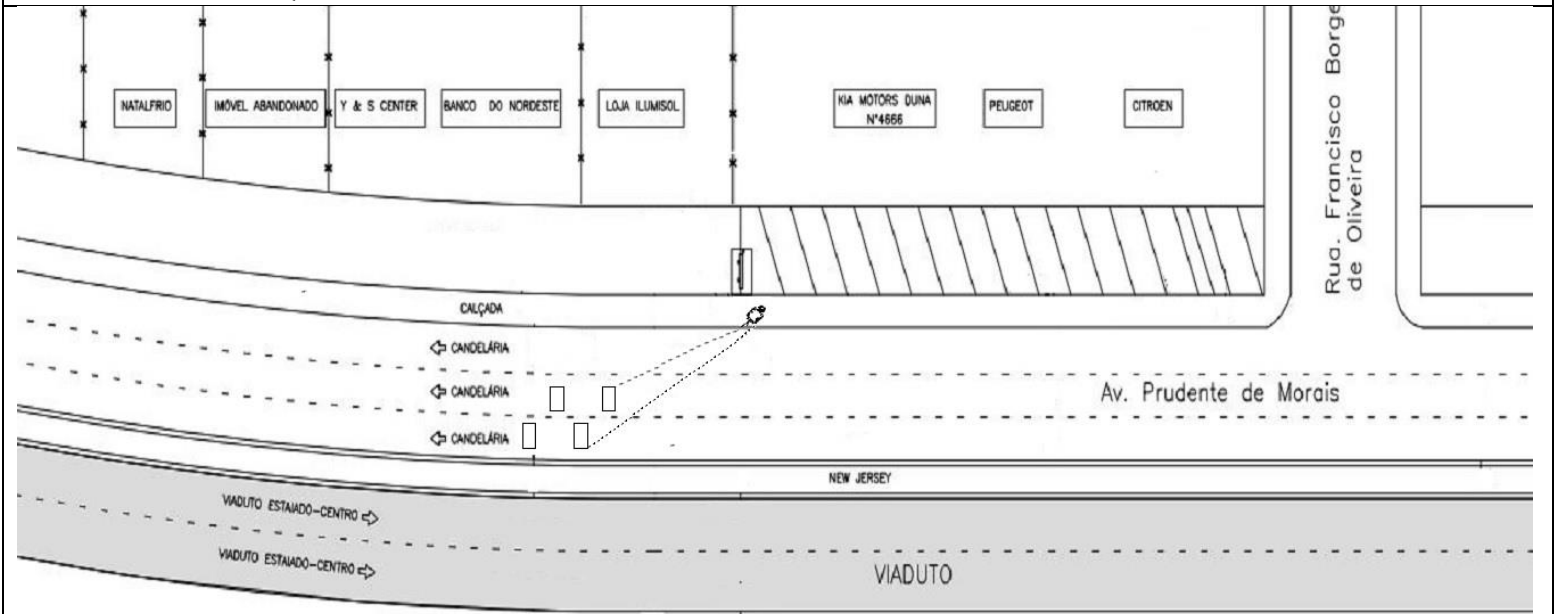 NATALFRIO
IMÓVEL ABANDONADO
Y & S CENTER
BANCO DO NORDESTE
LOJA ILUMISOL
KIA MOTORS DUNA
N°4666
PEUGEOT
CITROEN
Rua. Francisco Borge
de Oliveira
CALÇADA
CANDELÁRIA
CANDELÁRIA
Av. Prudente de Morais
CANDELÁRIA
NEW JERSEY
VIADUTO ESTAIADO-CENTRO
VIADUTO ESTAIADO-CENTRO
VIADUTO